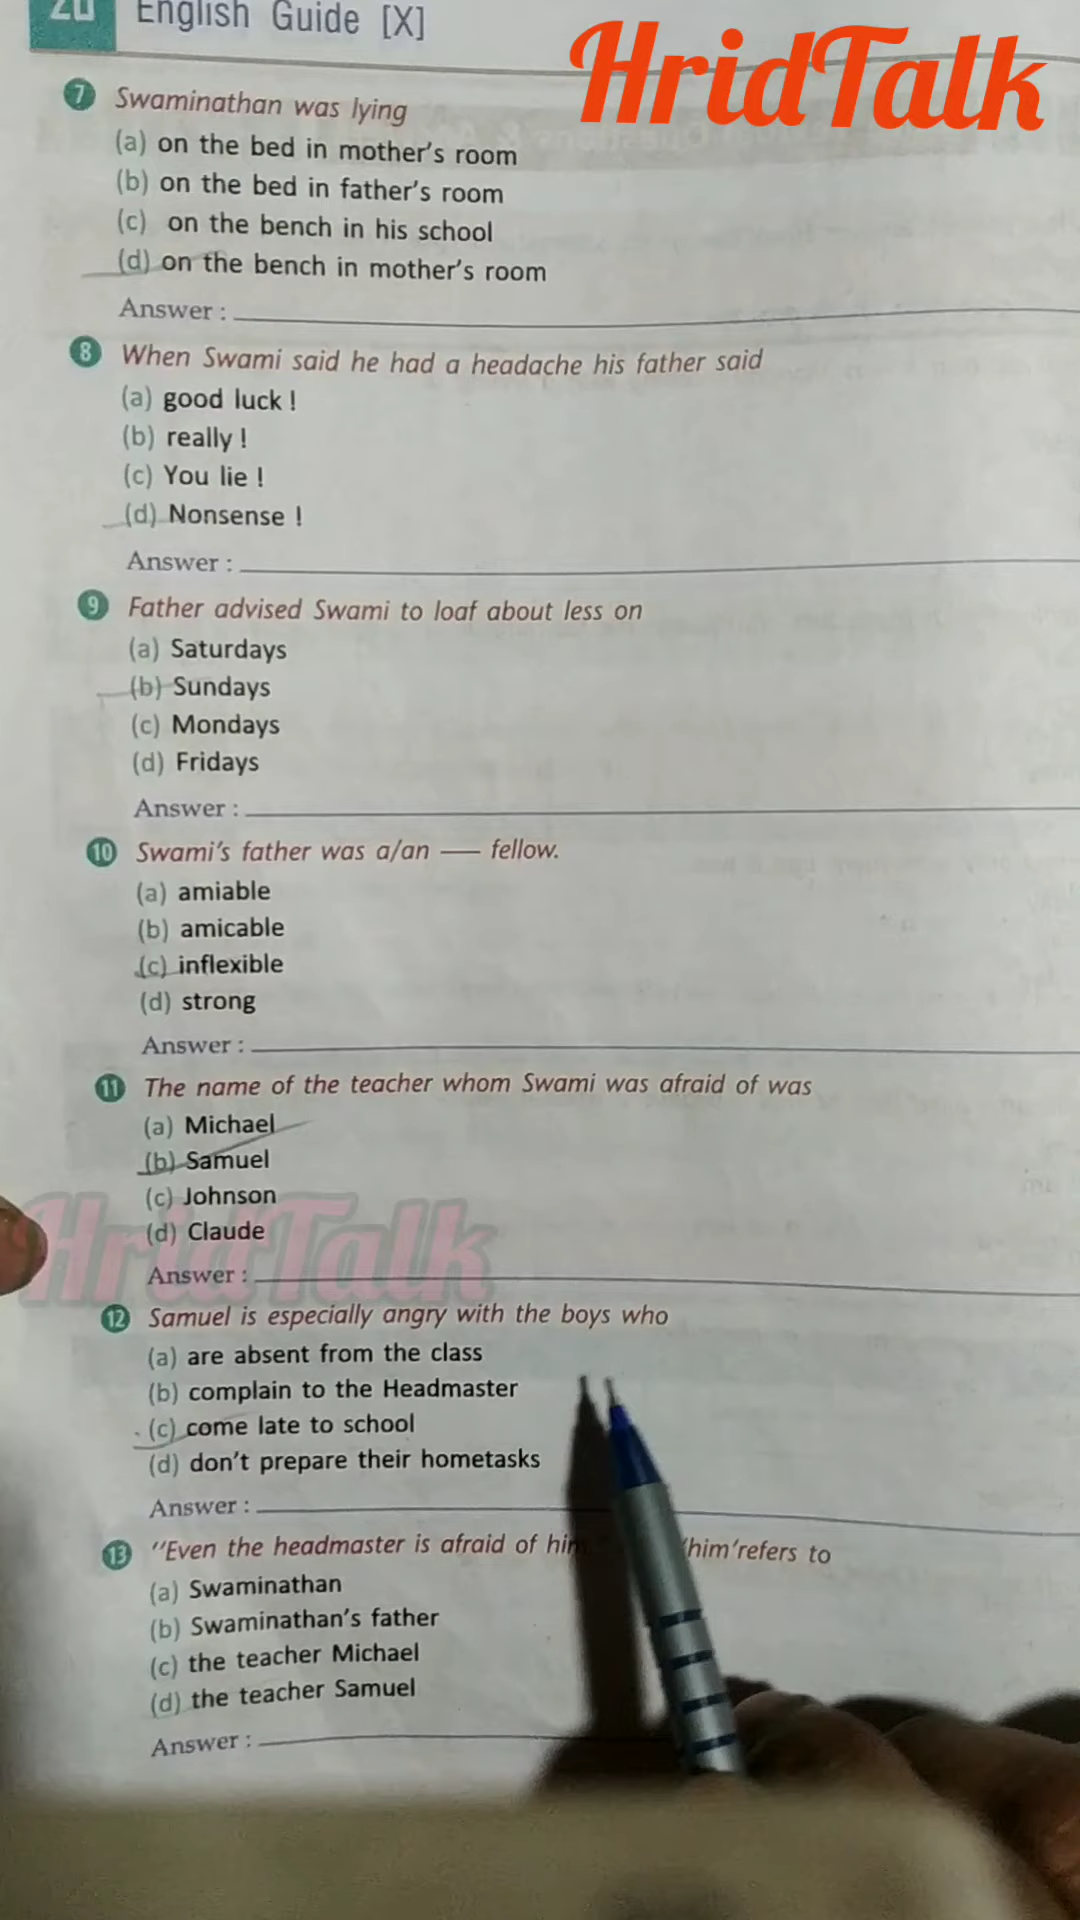 20 English Guide [X]
HridTalk
7 Swaminathan was lying
(a) on the bed in mother's room
(b) on the bed in father's room
(c) on the bench in his school
(d) on the bench in mother's room
Answer :
8 When Swami said he had a headache his father said
(a) good luck !
(b) really !
(c) You lie !
(d) Nonsense !
Answer :
9 Father advised Swami to loaf about less on
(a) Saturdays
(b) Sundays
(c) Mondays
(d) Fridays
Answer :
10 Swami's father was a/an — fellow.
(a) amiable
(b) amicable
(c) inflexible
(d) strong
Answer :
11 The name of the teacher whom Swami was afraid of was
(a) Michael
(b) Samuel
(c) Johnson
(d) Claude
HridTalk
Answer :
12 Samuel is especially angry with the boys who
(a) are absent from the class
(b) complain to the Headmaster
(c) come late to school
(d) don't prepare their hometasks
Answer :
13 "Even the headmaster is afraid of 'him' refers to
(a) Swaminathan
(b) Swaminathan's father
(c) the teacher Michael
(d) the teacher Samuel
Answer :